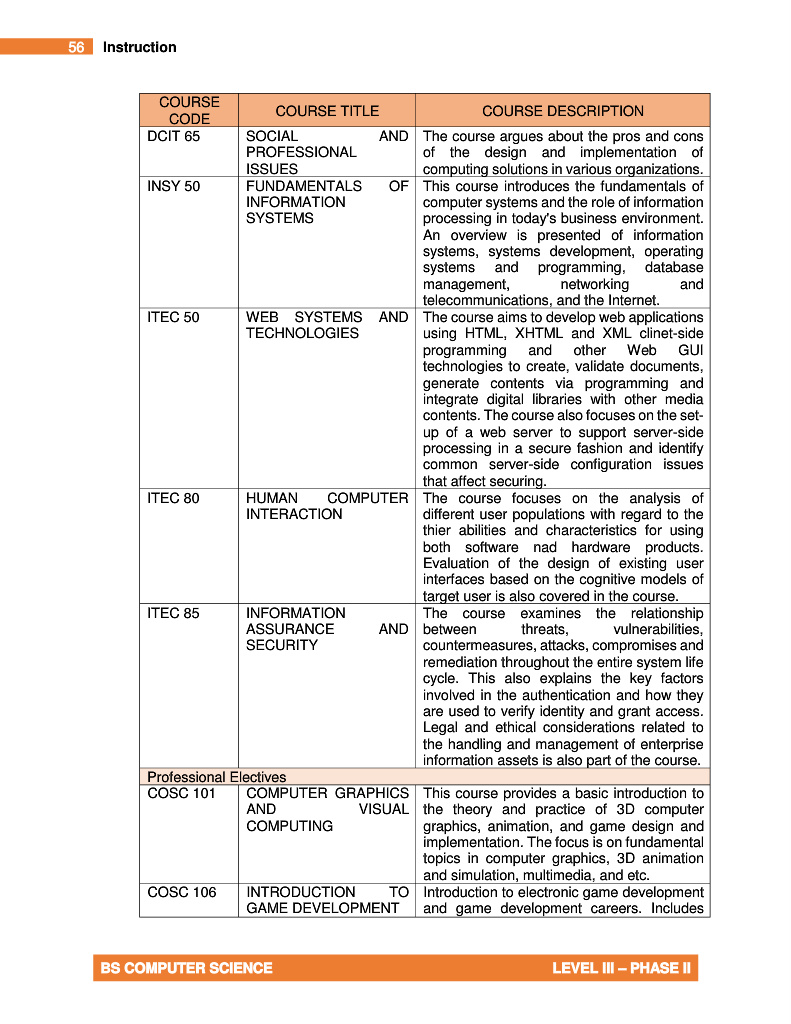 56 Instruction
COURSE CODE COURSE TITLE COURSE DESCRIPTION
DCIT 65 SOCIAL AND The course argues about the pros and cons
PROFESSIONAL of the design and implementation of
ISSUES computing solutions in various organizations.
INSY 50 FUNDAMENTALS OF This course introduces the fundamentals of
INFORMATION computer systems and the role of information
SYSTEMS processing in today's business environment.
An overview is presented of information
systems, systems development, operating
systems and programming, database
management, networking and
telecommunications, and the Internet.
ITEC 50 WEB SYSTEMS AND The course aims to develop web applications
TECHNOLOGIES using HTML, XHTML and XML clinet-side
programming and other Web GUI
technologies to create, validate documents,
generate contents via programming and
integrate digital libraries with other media
contents. The course also focuses on the set-
up of a web server to support server-side
processing in a secure fashion and identify
common server-side configuration issues
that affect securing.
ITEC 80 HUMAN COMPUTER The course focuses on the analysis of
INTERACTION different user populations with regard to the
thier abilities and characteristics for using
both software nad hardware products.
Evaluation of the design of existing user
interfaces based on the cognitive models of
target user is also covered in the course.
ITEC 85 INFORMATION The course examines the relationship
ASSURANCE AND between threats, vulnerabilities,
SECURITY countermeasures, attacks, compromises and
remediation throughout the entire system life
cycle. This also explains the key factors
involved in the authentication and how they
are used to verify identity and grant access.
Legal and ethical considerations related to
the handling and management of enterprise
information assets is also part of the course.
Professional Electives
COSC 101 COMPUTER GRAPHICS This course provides a basic introduction to
AND VISUAL the theory and practice of 3D computer
COMPUTING graphics, animation, and game design and
implementation. The focus is on fundamental
topics in computer graphics, 3D animation
and simulation, multimedia, and etc.
COSC 106 INTRODUCTION TO Introduction to electronic game development
GAME DEVELOPMENT and game development careers. Includes
BS COMPUTER SCIENCE LEVEL III – PHASE II